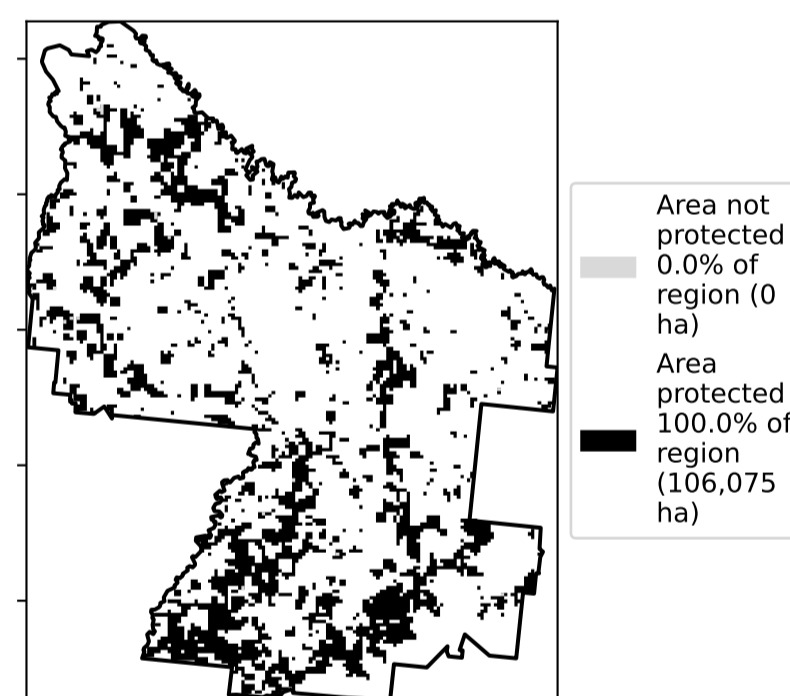 Area not
protected
0.0% of
region (0
ha)
Area
protected
100.0% of
region
(106,075
ha)